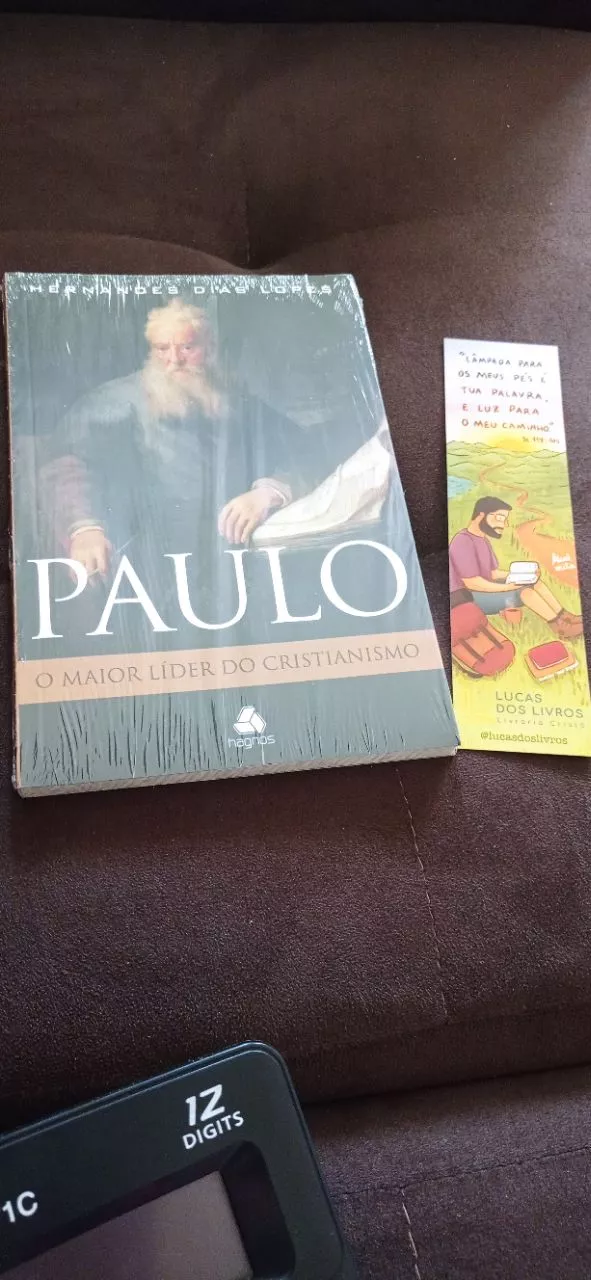 HERNANDES DIAS LOPES
PAULO
O MAIOR LÍDER DO CRISTIANISMO
hagnos
"LÂMPADA PARA
OS MEUS PÉS É
TUA PALAVRA,
E LUZ PARA
O MEU CAMINHO"
LUCAS
DOS LIVROS
Livraria Cristã
@lucasdoslivros
12
DIGITS
1C